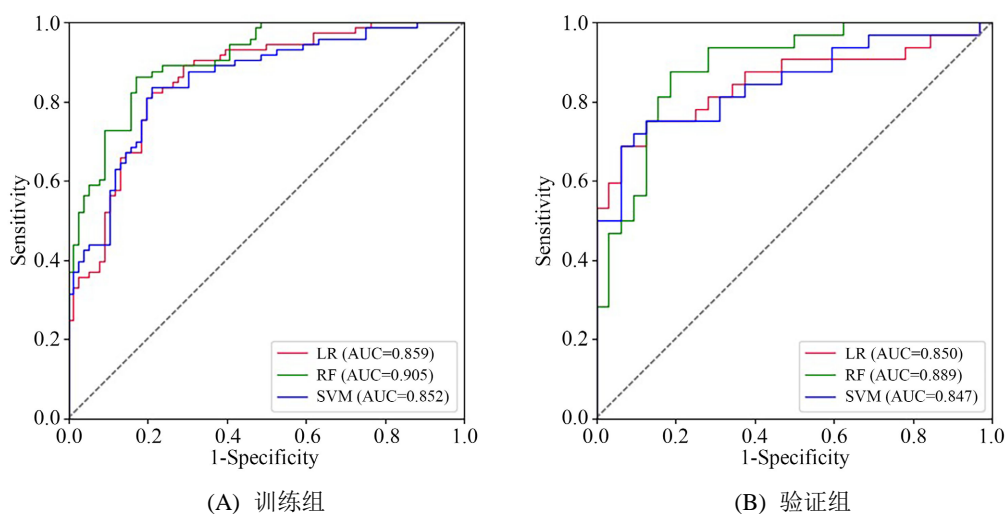 1.0
0.8
0.6
0.4
0.2
0.0
Sensitivity
0.0 0.2 0.4 0.6 0.8 1.0
1-Specificity
LR (AUC=0.859)
RF (AUC=0.905)
SVM (AUC=0.852)
(A) 训练组
1.0
0.8
0.6
0.4
0.2
0.0
Sensitivity
0.0 0.2 0.4 0.6 0.8 1.0
1-Specificity
LR (AUC=0.850)
RF (AUC=0.889)
SVM (AUC=0.847)
(B) 验证组